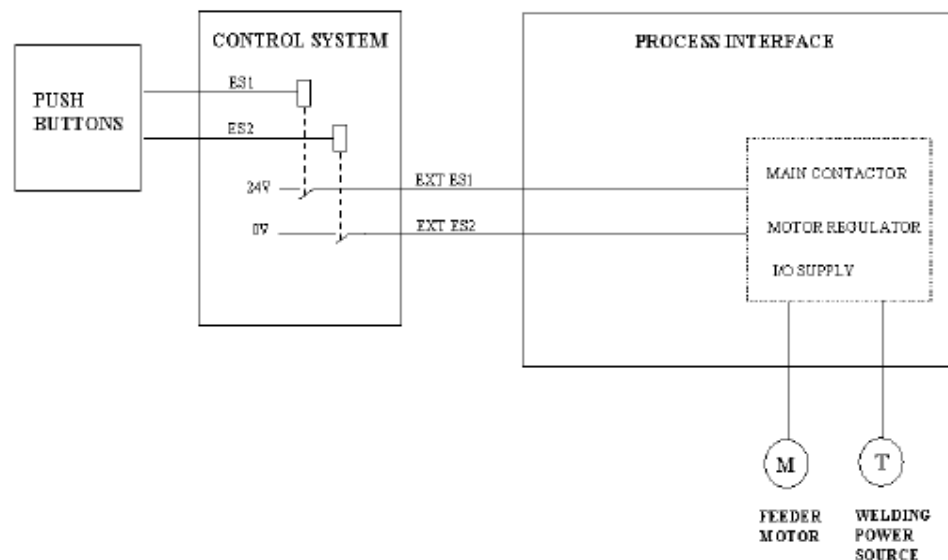 CONTROL SYSTEM
PROCESS INTERFACE
PUSH
BUTTONS
ES1
ES2
24V
0V
EXT ES1
EXT ES2
MAIN CONTACTOR
MOTOR REGULATOR
I/O SUPPLY
M
T
FEEDER
MOTOR
WELDING
POWER
SOURCE